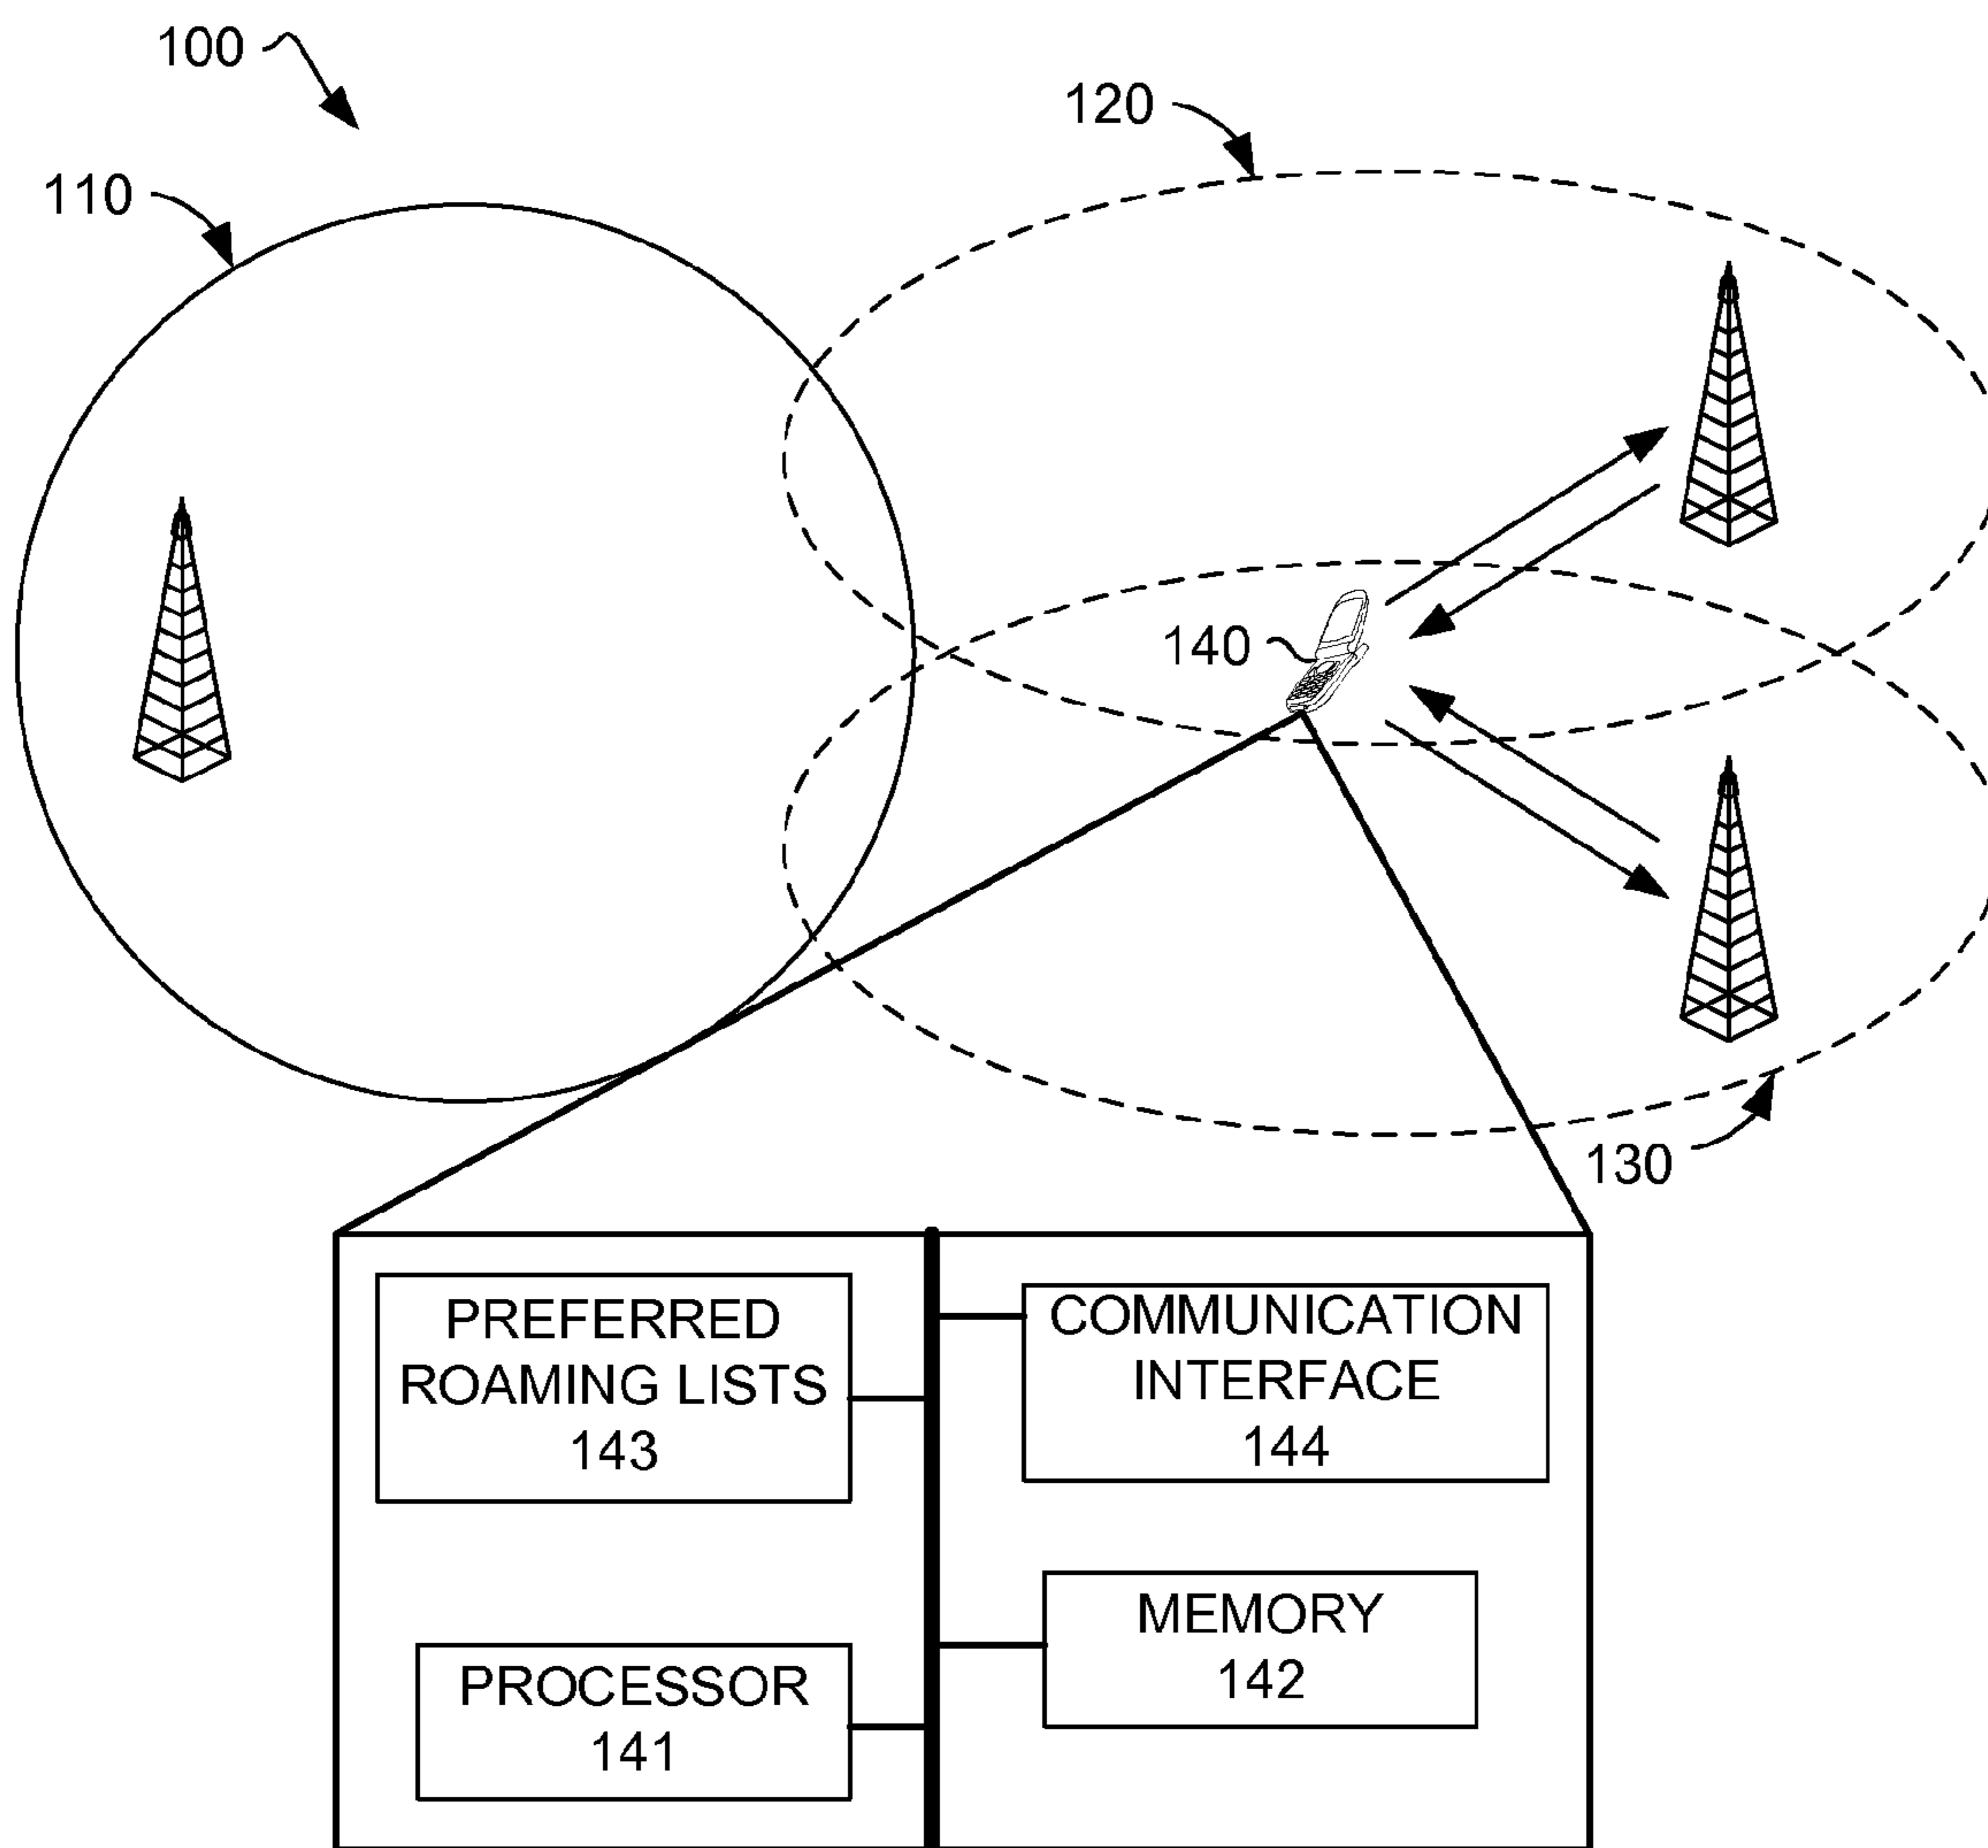 100
120
110
140
130
PREFERRED
ROAMING LISTS
143
COMMUNICATION
INTERFACE
144
PROCESSOR
141
MEMORY
142